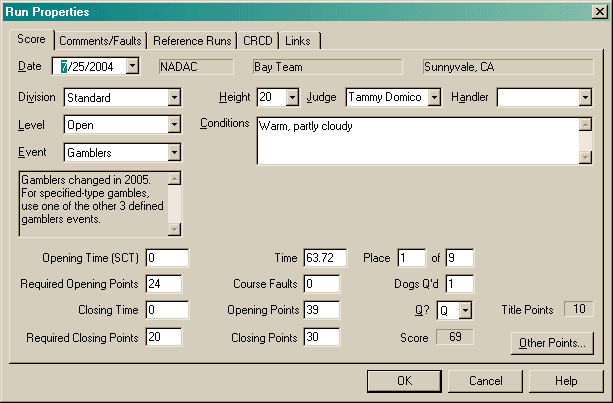 Run Properties
Score Comments/Faults Reference Runs CRCD Links
Date 7/25/2004 NADAC Bay Team Sunnyvale, CA
Division Standard Height 20 Judge Tammy Domico Handler
Level Open Conditions Warm, partly cloudy
Event Gamblers
Gamblers changed in 2005.
For specified-type gambles,
use one of the other 3 defined
gamblers events.
Opening Time (SCT) 0 Time 63.72 Place 1 of 9
Required Opening Points 24 Course Faults 0 Dogs Q'd 1
Closing Time 0 Opening Points 39 Q? Q Title Points 10
Required Closing Points 20 Closing Points 30 Score 69 Other Points...
OK Cancel Help